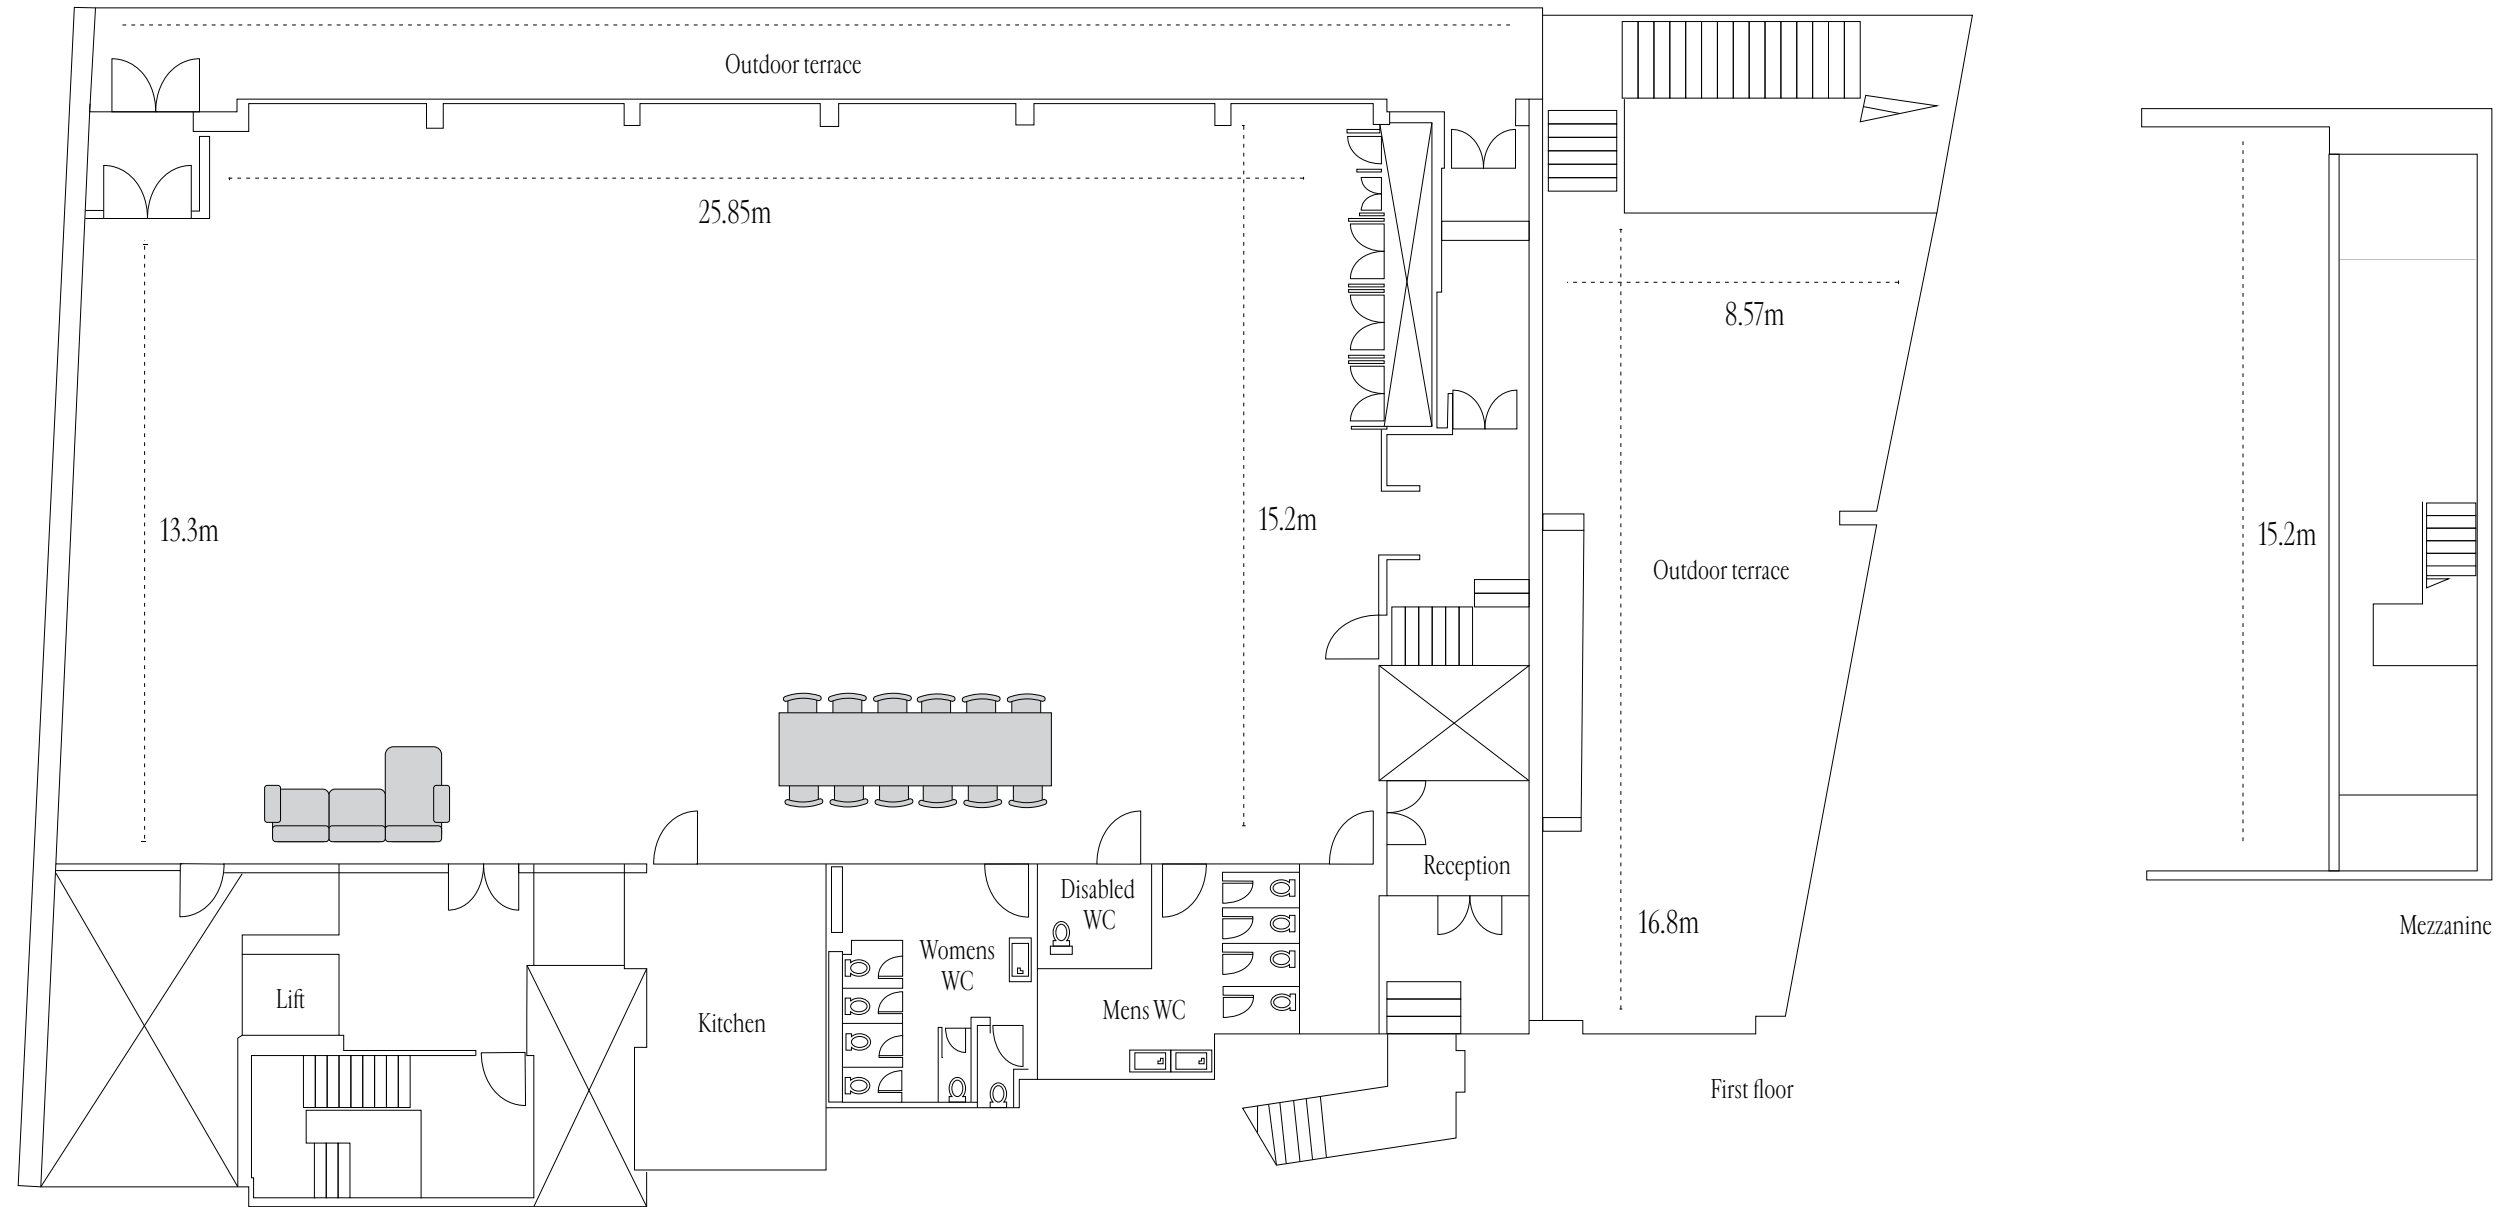 Outdoor terrace
25.85m
8.57m
13.3m
15.2m
15.2m
Outdoor terrace
Reception
Disabled
WC
16.8m
Mezzanine
Womens
WC
Lift
Mens WC
Kitchen
First floor